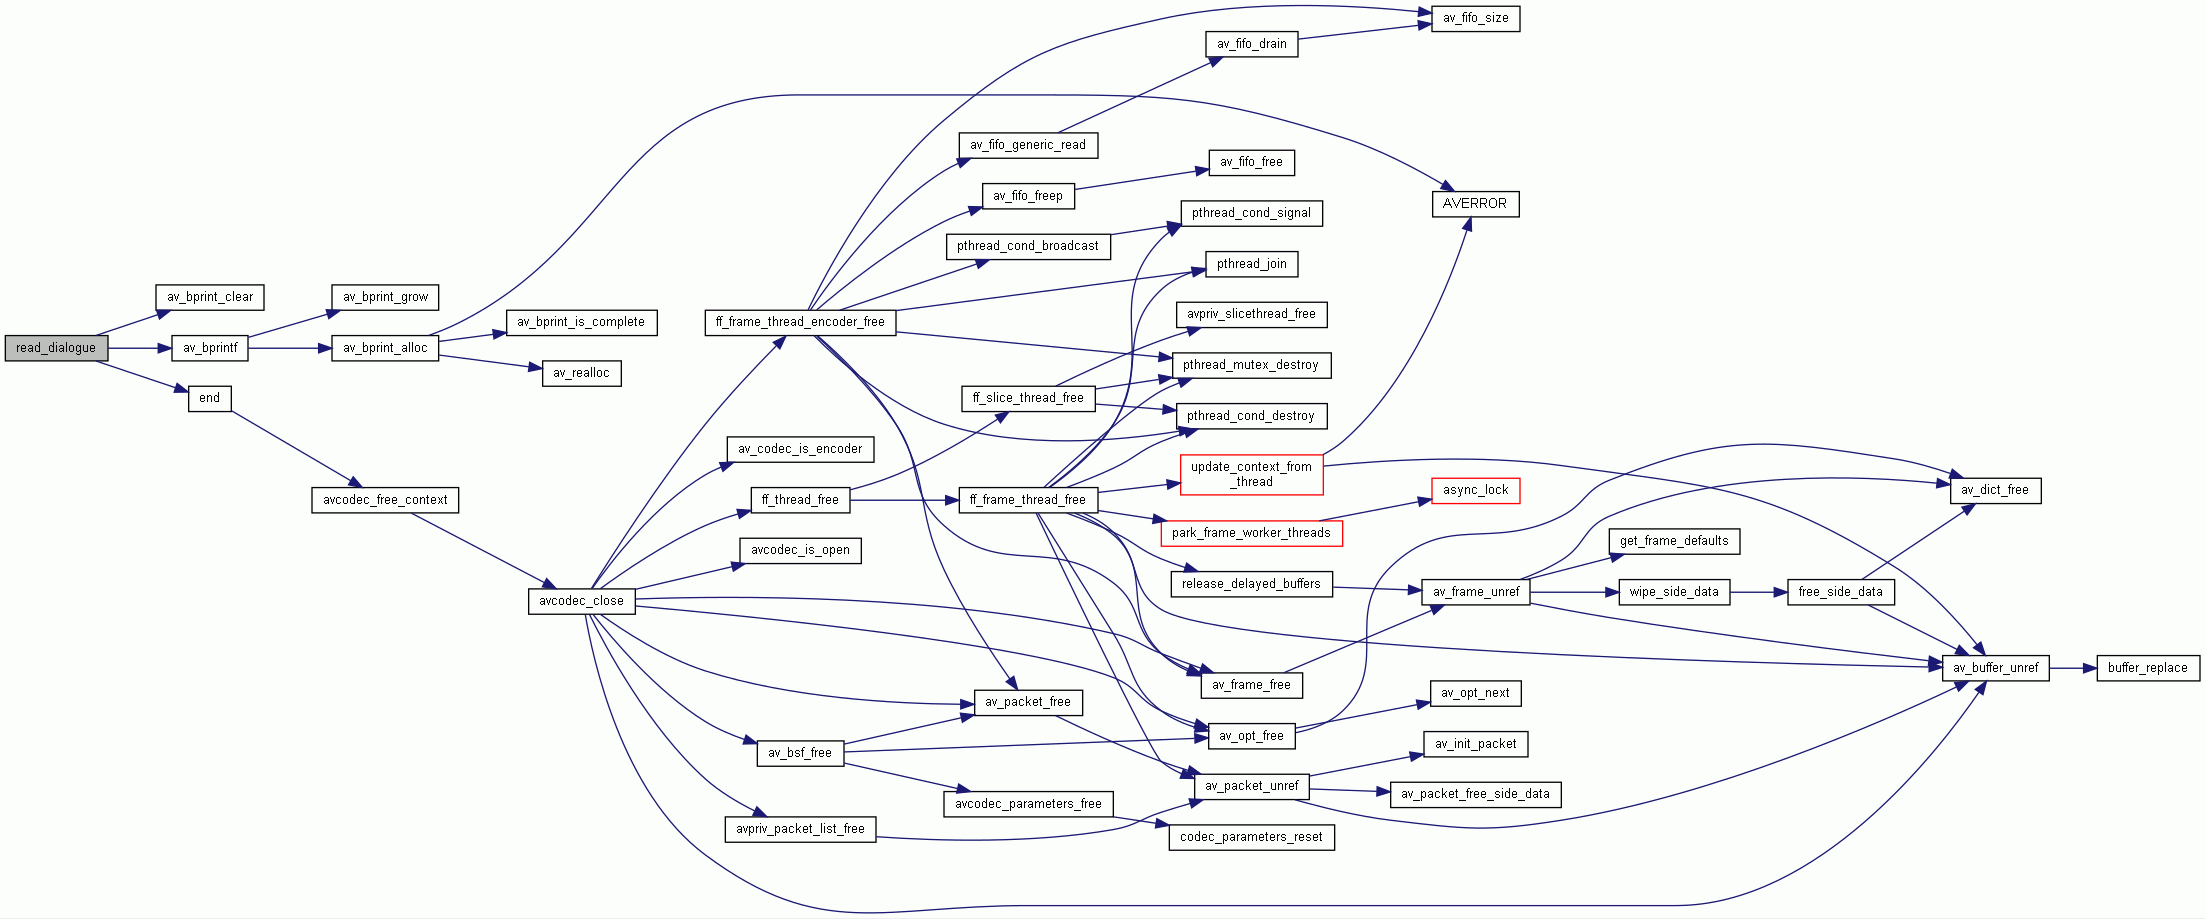 av_fifo_size
av_fifo_drain
av_fifo_generic_read
av_fifo_free
av_fifo_freep
AVERROR
pthread_cond_signal
pthread_cond_broadcast
pthread_join
av_bprint_clear
av_bprint_grow
avpriv_slicethread_free
av_bprint_is_complete
ff_frame_thread_encoder_free
read_dialogue
av_bprintf
av_bprint_alloc
pthread_mutex_destroy
av_realloc
end
ff_slice_thread_free
pthread_cond_destroy
av_codec_is_encoder
update_context_from
_thread
async_lock
av_dict_free
avcodec_free_context
ff_thread_free
ff_frame_thread_free
park_frame_worker_threads
get_frame_defaults
avcodec_is_open
release_delayed_buffers
av_frame_unref
wipe_side_data
free_side_data
avcodec_close
av_buffer_unref
buffer_replace
av_frame_free
av_opt_next
av_packet_free
av_opt_free
av_init_packet
av_bsf_free
av_packet_unref
av_packet_free_side_data
avcodec_parameters_free
avpriv_packet_list_free
codec_parameters_reset